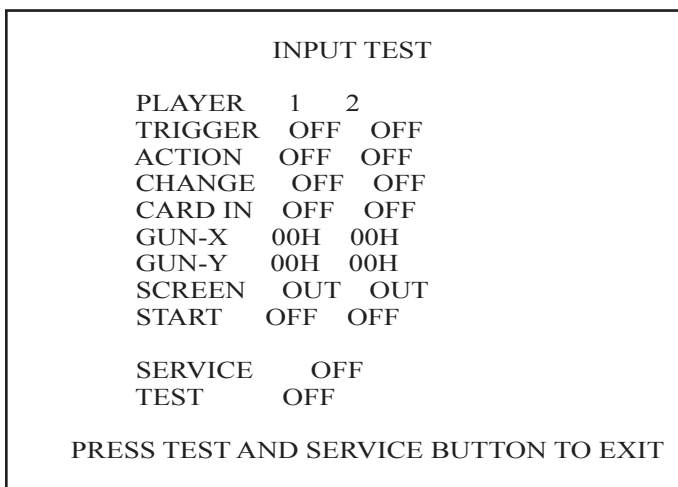 INPUT TEST
PLAYER 1 2
TRIGGER OFF OFF
ACTION OFF OFF
CHANGE OFF OFF
CARD IN OFF OFF
GUN-X 00H 00H
GUN-Y 00H 00H
SCREEN OUT OUT
START OFF OFF
SERVICE OFF
TEST OFF
PRESS TEST AND SERVICE BUTTON TO EXIT